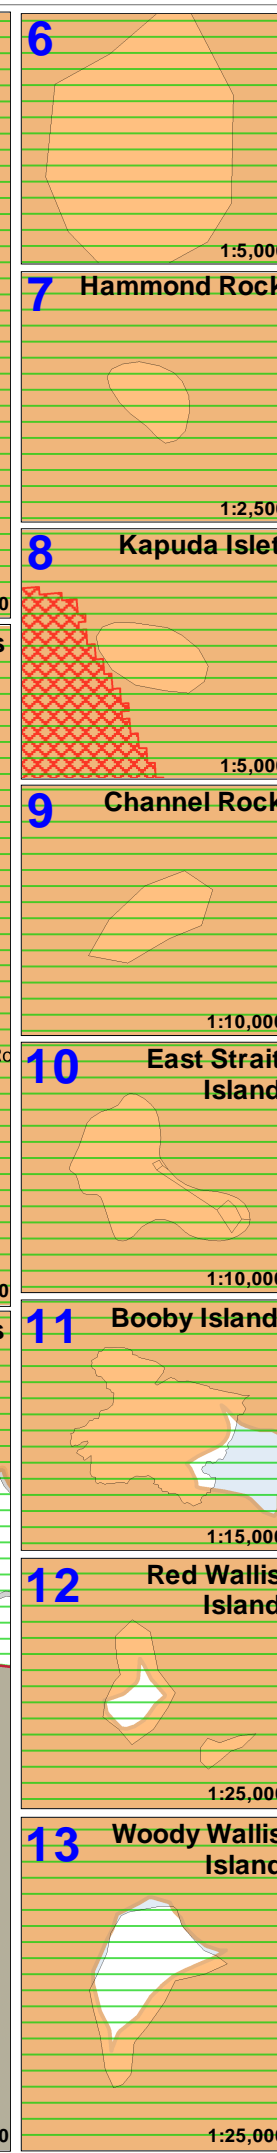 6
1:5,000
7 Hammond Rock
1:2,500
8 Kapuda Islet
1:5,000
9 Channel Rock
1:10,000
10 East Strait
Island
1:10,000
11 Booby Island
1:15,000
12 Red Wallis
Island
1:25,000
13 Woody Wallis
Island
1:25,000